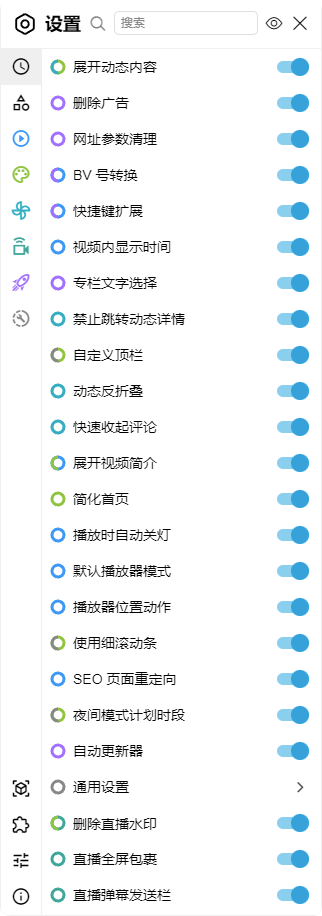 设置
搜索
展开动态内容
删除广告
网址参数清理
BV 号转换
快捷键扩展
视频内显示时间
专栏文字选择
禁止跳转动态详情
自定义顶栏
动态反折叠
快速收起评论
展开视频简介
简化首页
播放时自动关灯
默认播放器模式
播放器位置动作
使用细滚动条
SEO 页面重定向
夜间模式计划时段
自动更新器
通用设置
删除直播水印
直播全屏包裹
直播弹幕发送栏